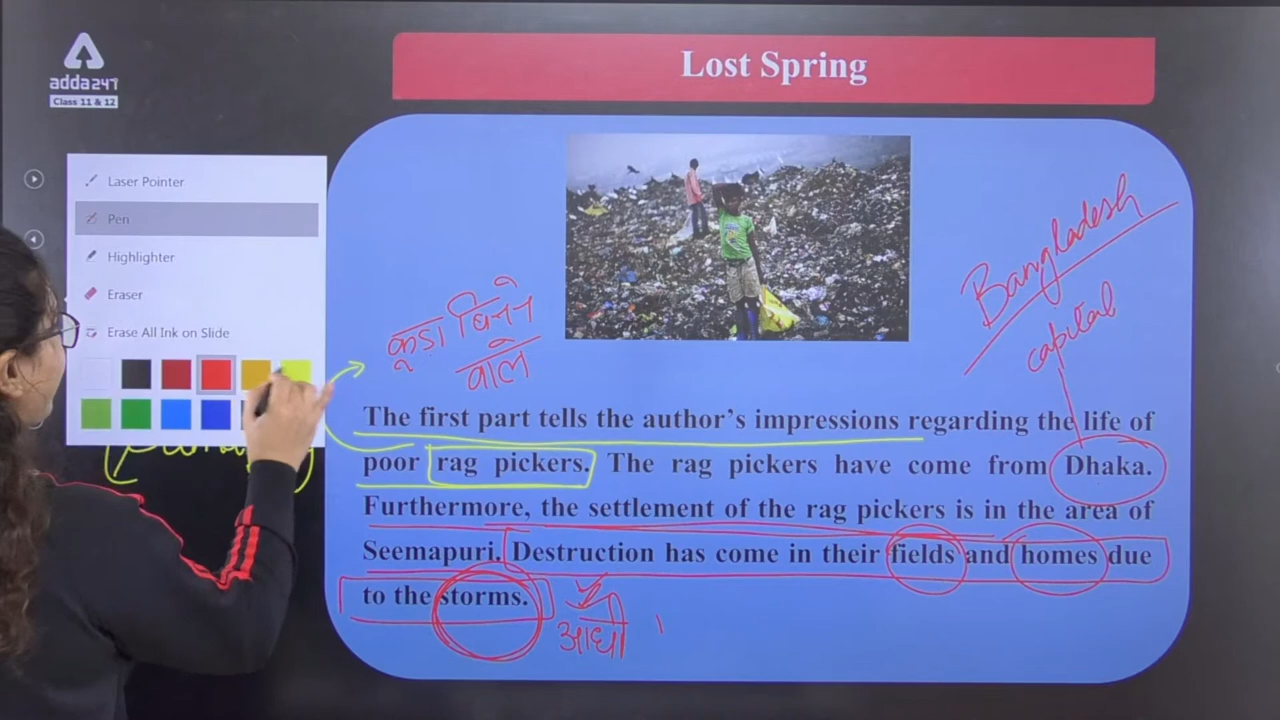 Lost Spring
adda247
Class 11 & 12
Laser Pointer
Pen
Highlighter
Eraser
Erase All Ink on Slide
Bangladesh
capital
कूड़ा बिनने
वाले
The first part tells the author's impressions regarding the life of
poor rag pickers. The rag pickers have come from Dhaka.
Furthermore, the settlement of the rag pickers is in the area of
Seemapuri. Destruction has come in their fields and homes due
to the storms.
आंधी